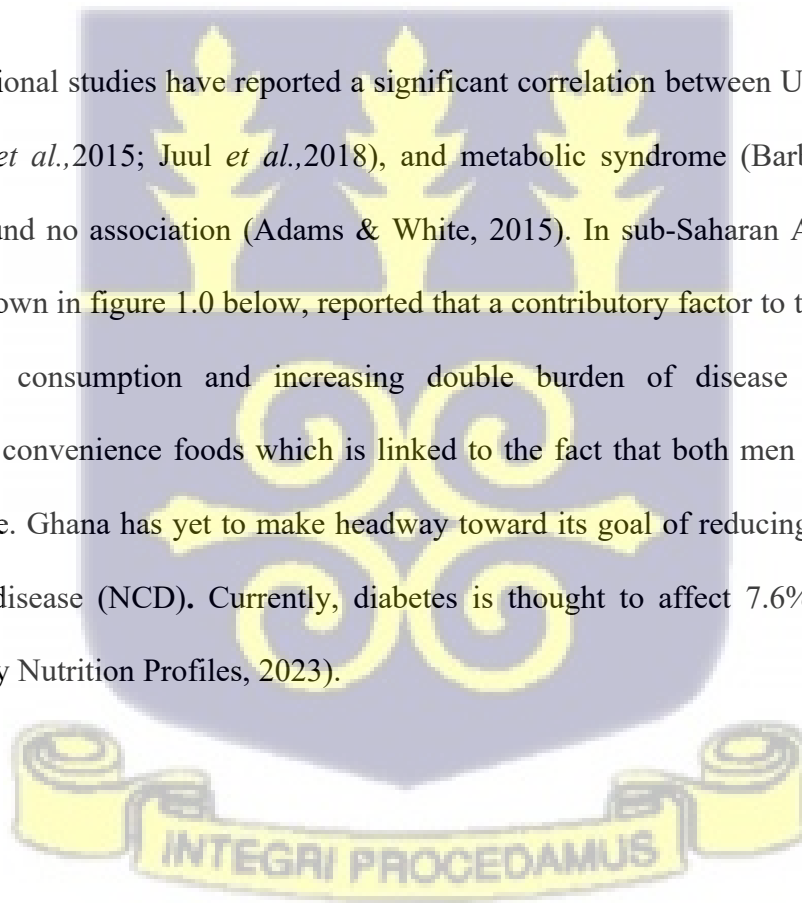 ional studies have reported a significant correlation between U
et al.,2015; Juul et al.,2018), and metabolic syndrome (Barb
und no association (Adams & White, 2015). In sub-Saharan A
own in figure 1.0 below, reported that a contributory factor to t
consumption and increasing double burden of disease
convenience foods which is linked to the fact that both men
e. Ghana has yet to make headway toward its goal of reducing
disease (NCD). Currently, diabetes is thought to affect 7.6%
y Nutrition Profiles, 2023).
INTEGRI PROCEDAMUS